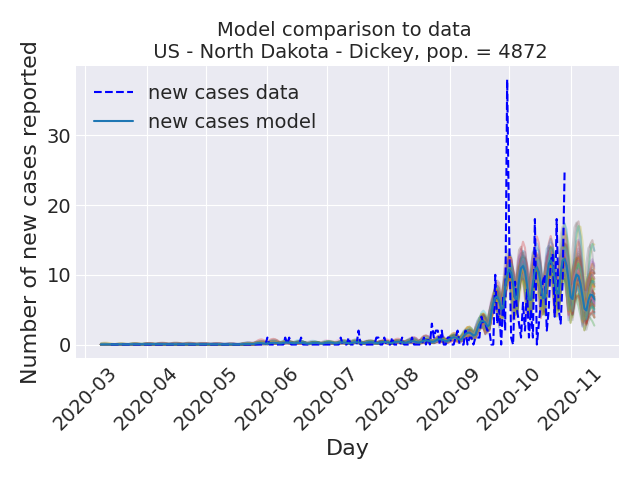 Model comparison to data
US - North Dakota - Dickey, pop. = 4872
Number of new cases reported
new cases data
new cases model
30
20
10
0
2020-03
2020-04
2020-05
2020-06
2020-07
2020-08
2020-09
2020-10
2020-11
Day